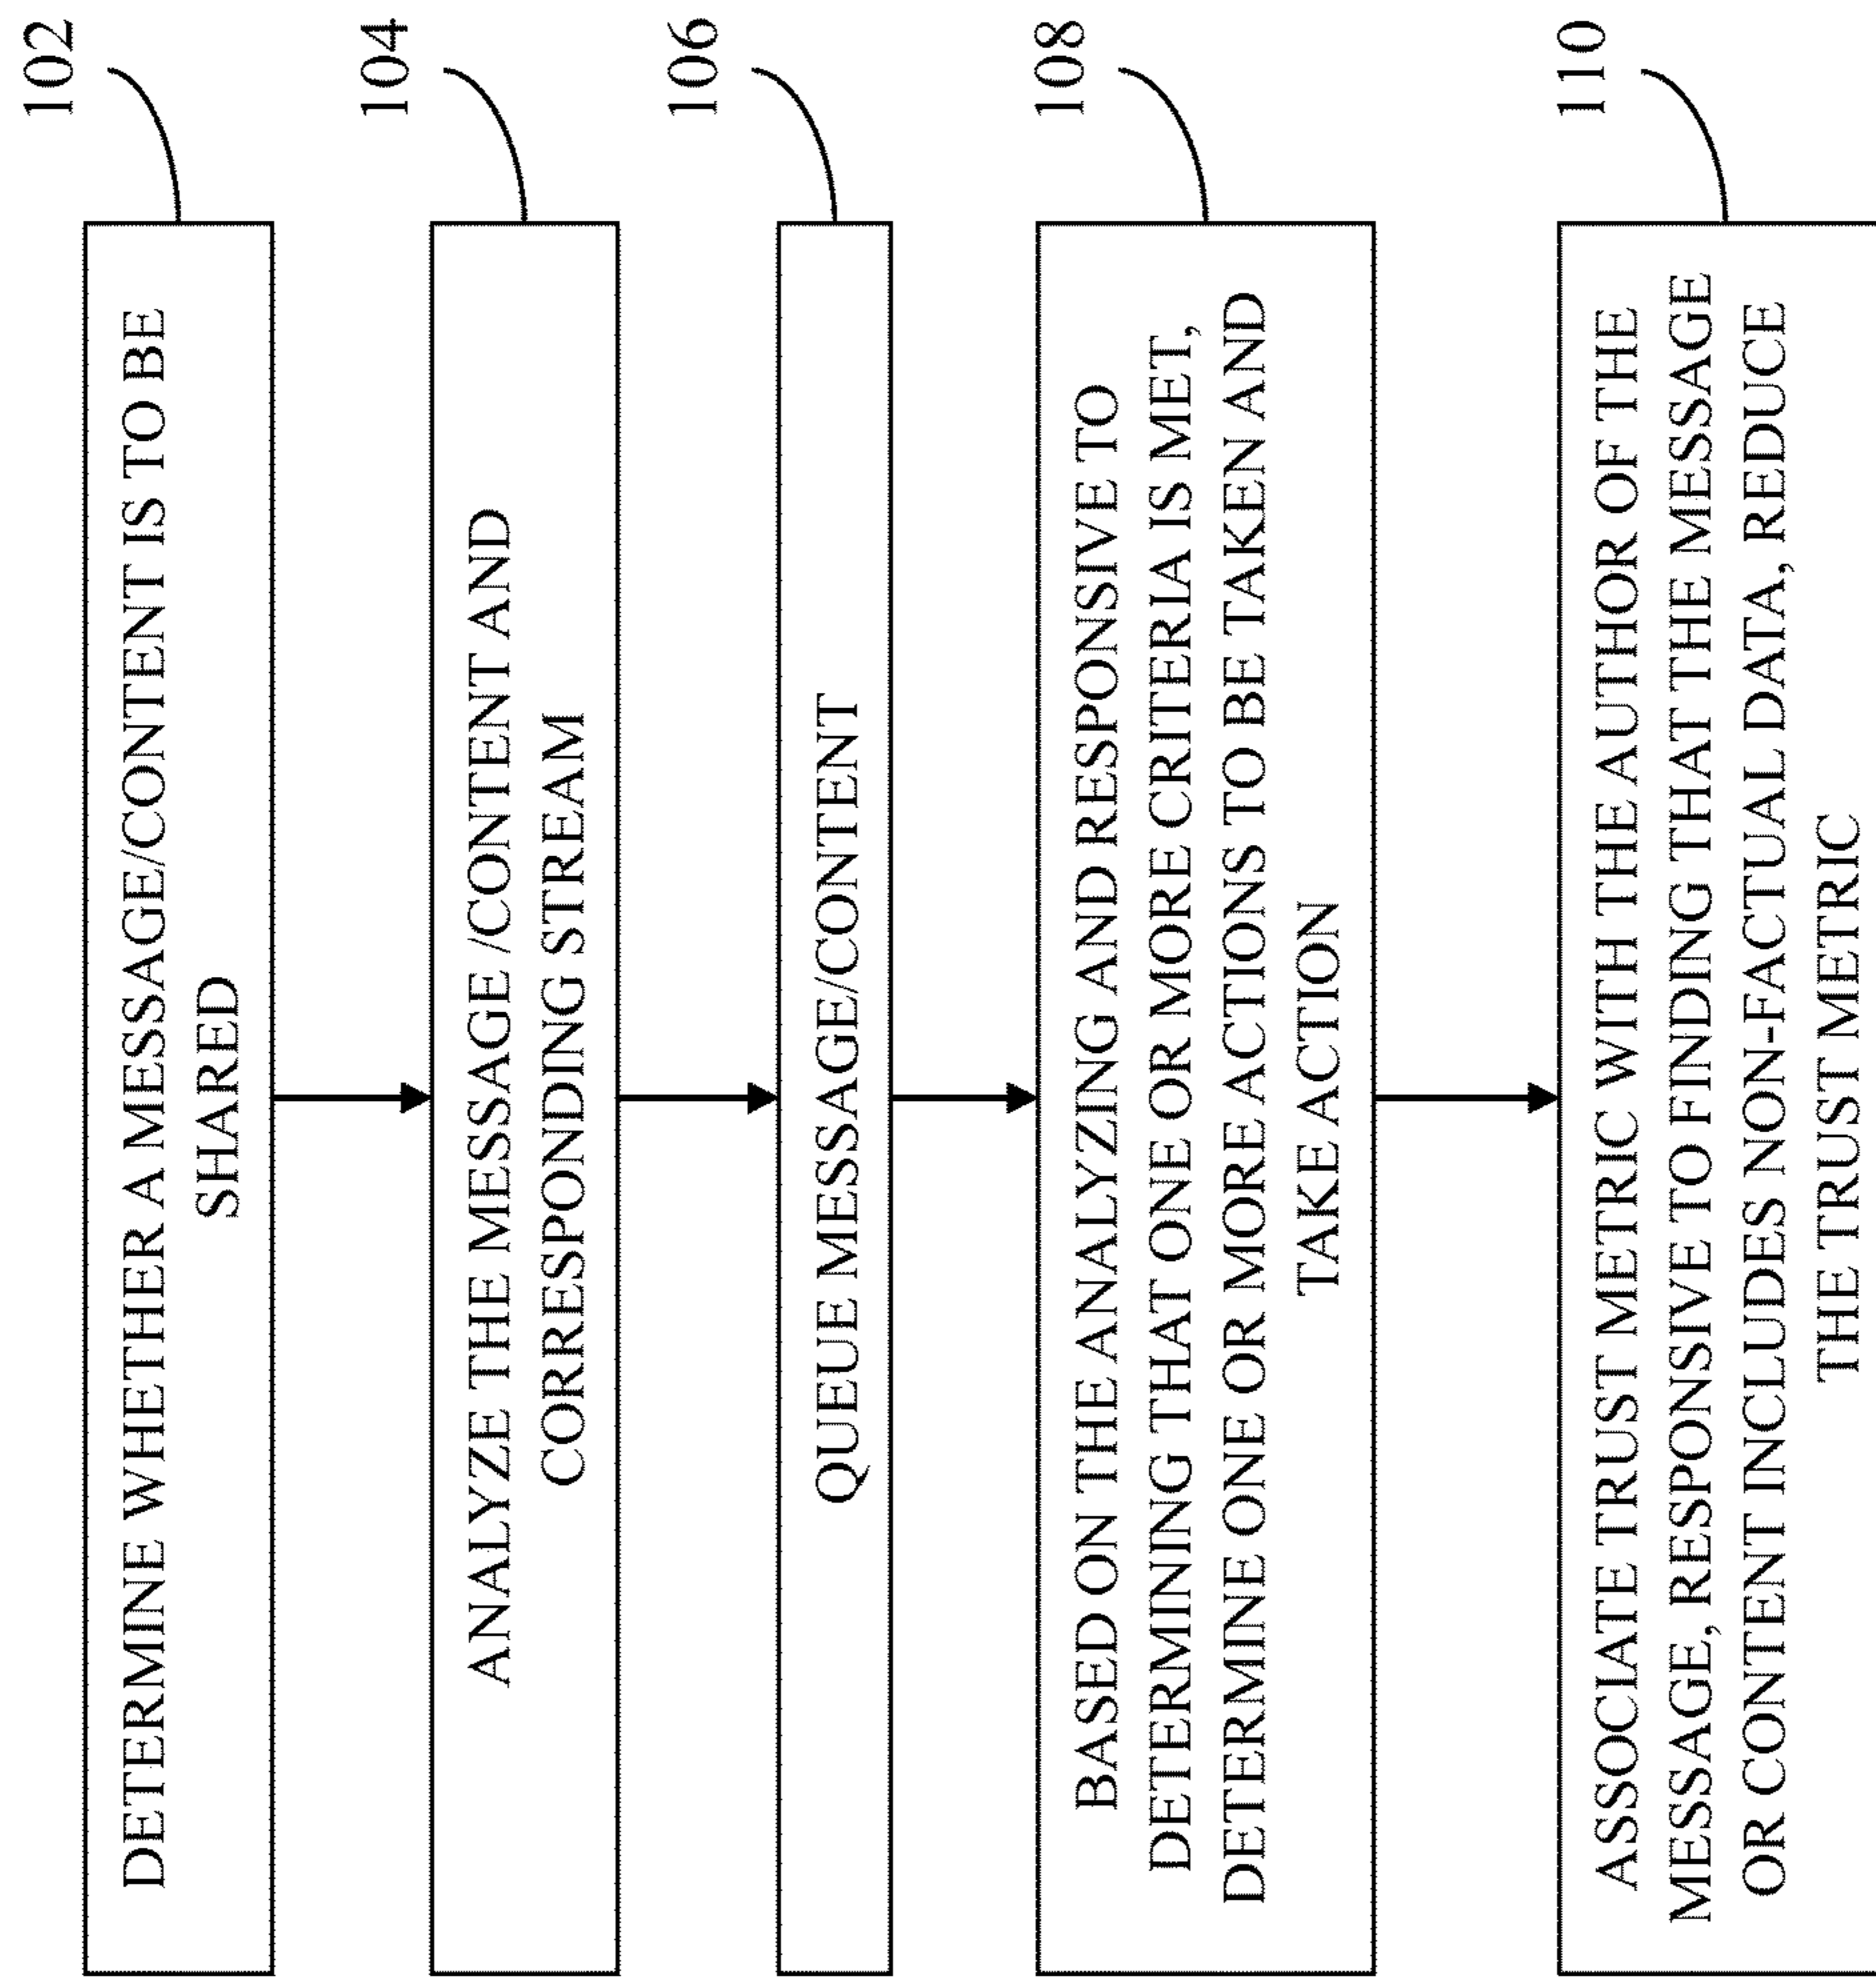 102
DETERMINE WHETHER A MESSAGE/CONTENT IS TO BE
SHARED
104
ANALYZE THE MESSAGE /CONTENT AND
CORRESPONDING STREAM
106
QUEUE MESSAGE/CONTENT
108
BASED ON THE ANALYZING AND RESPONSIVE TO
DETERMINING THAT ONE OR MORE CRITERIA IS MET,
DETERMINE ONE OR MORE ACTIONS TO BE TAKEN AND
TAKE ACTION
110
ASSOCIATE TRUST METRIC WITH THE AUTHOR OF THE
MESSAGE, RESPONSIVE TO FINDING THAT THE MESSAGE
OR CONTENT INCLUDES NON-FACTUAL DATA, REDUCE
THE TRUST METRIC